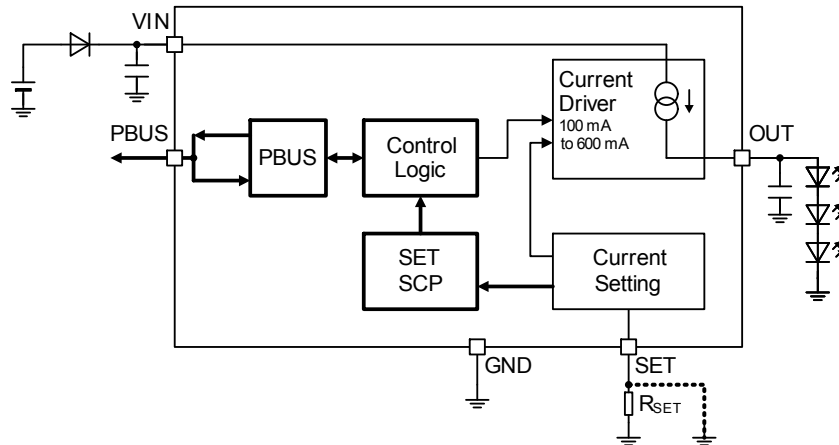 VIN
Current
Driver
100 mA
to 600 mA
PBUS
PBUS
Control
Logic
OUT
SET
SCP
Current
Setting
GND
SET
RSET